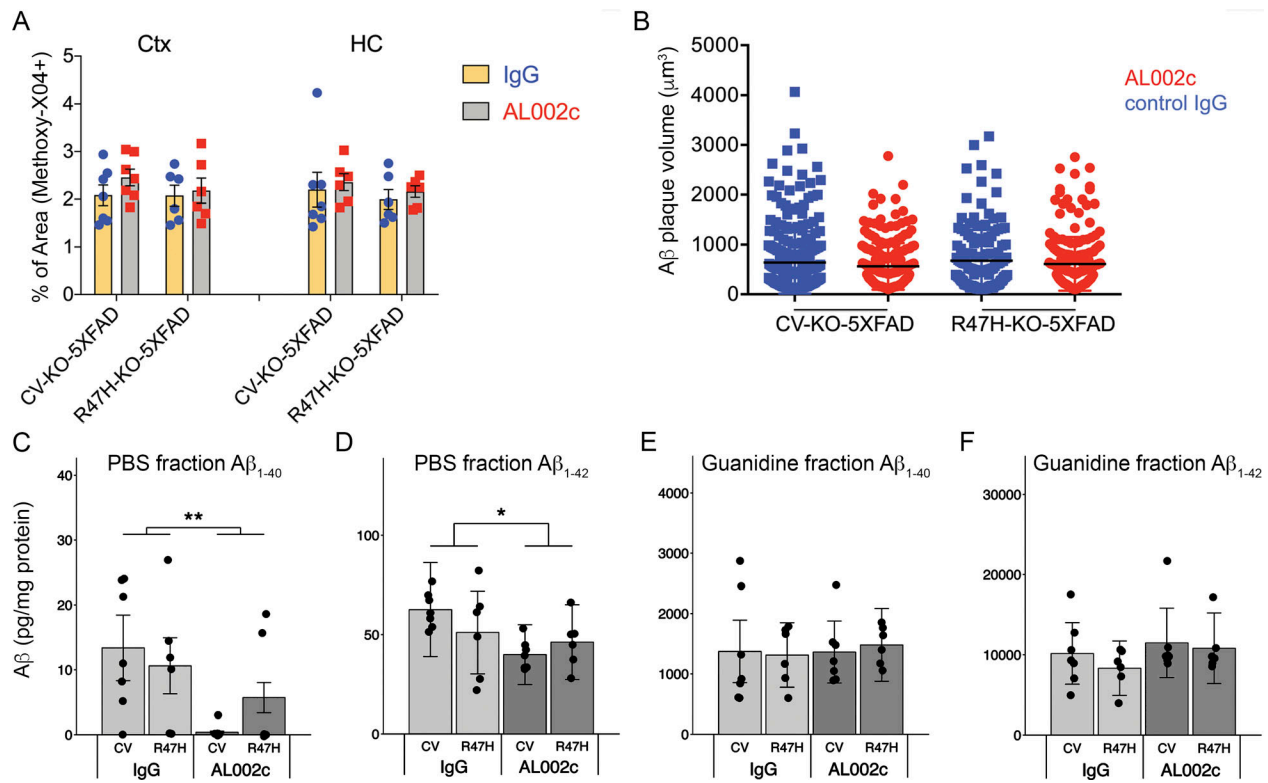 A
Ctx
HC
% of Area (Methoxy-X04+)
5
4
3
2
1
0
IgG
AL002c
CV-KO-5XFAD
R47H-KO-5XFAD
CV-KO-5XFAD
R47H-KO-5XFAD
B
Aβ plaque volume (μm³)
5000
4000
3000
2000
1000
0
AL002c
control IgG
CV-KO-5XFAD
R47H-KO-5XFAD
C
PBS fraction Aβ₁₋₄₀
Aβ (pg/mg protein)
40
30
20
10
0
**
CV
R47H
CV
R47H
IgG
AL002c
D
PBS fraction Aβ₁₋₄₂
100
50
0
*
CV
R47H
CV
R47H
IgG
AL002c
E
Guanidine fraction Aβ₁₋₄₀
4000
3000
2000
1000
0
CV
R47H
CV
R47H
IgG
AL002c
F
Guanidine fraction Aβ₁₋₄₂
30000
20000
10000
0
CV
R47H
CV
R47H
IgG
AL002c